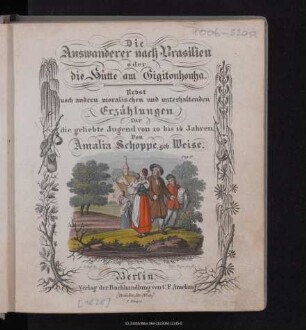 Die
Auswanderer nach Brasilien
oder
die Hütte am Gigitonhonha.
Nebst
noch andern moralischen und unterhaltenden
Erzählungen
für
die geliebte Jugend von 10 bis 14 Jahren
Von
Amalia Schoppe, geb. Weise.
Berlin
Verlag der Buchhandlung von C.F. Amelang
[1828]